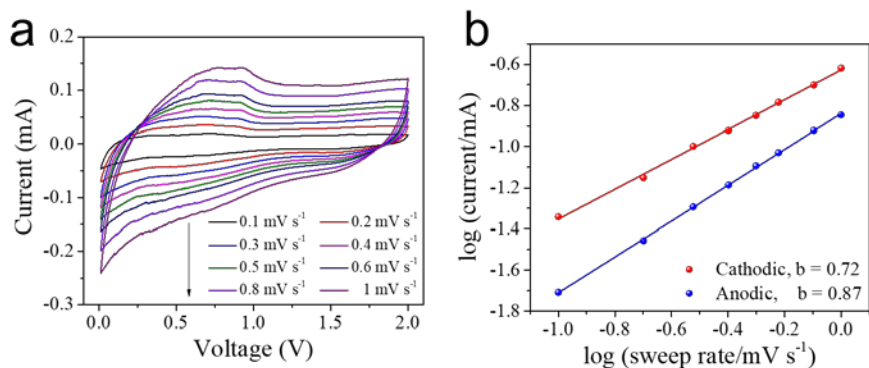 a
Current (mA)
0.2
0.1
0.0
-0.1
-0.2
-0.3
0.1 mV s⁻¹ 0.2 mV s⁻¹
0.3 mV s⁻¹ 0.4 mV s⁻¹
0.5 mV s⁻¹ 0.6 mV s⁻¹
0.8 mV s⁻¹ 1 mV s⁻¹
0.0 0.5 1.0 1.5 2.0
Voltage (V)
b
log (current/mA)
-0.6
-0.8
-1.0
-1.2
-1.4
-1.6
-1.8
Cathodic, b = 0.72
Anodic, b = 0.87
-1.0 -0.8 -0.6 -0.4 -0.2 0.0
log (sweep rate/mV s⁻¹)